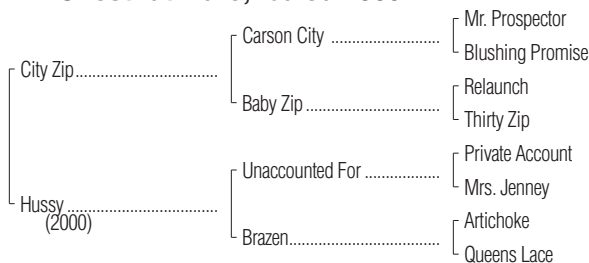 Mr. Prospector
Carson City ....................
Blushing Promise
City Zip..........................
Relaunch
Baby Zip ........................
Thirty Zip
Private Account
Unaccounted For ..............
Mrs. Jenney
Hussy ............................
(2000)
Artichoke
Brazen............................
Queens Lace